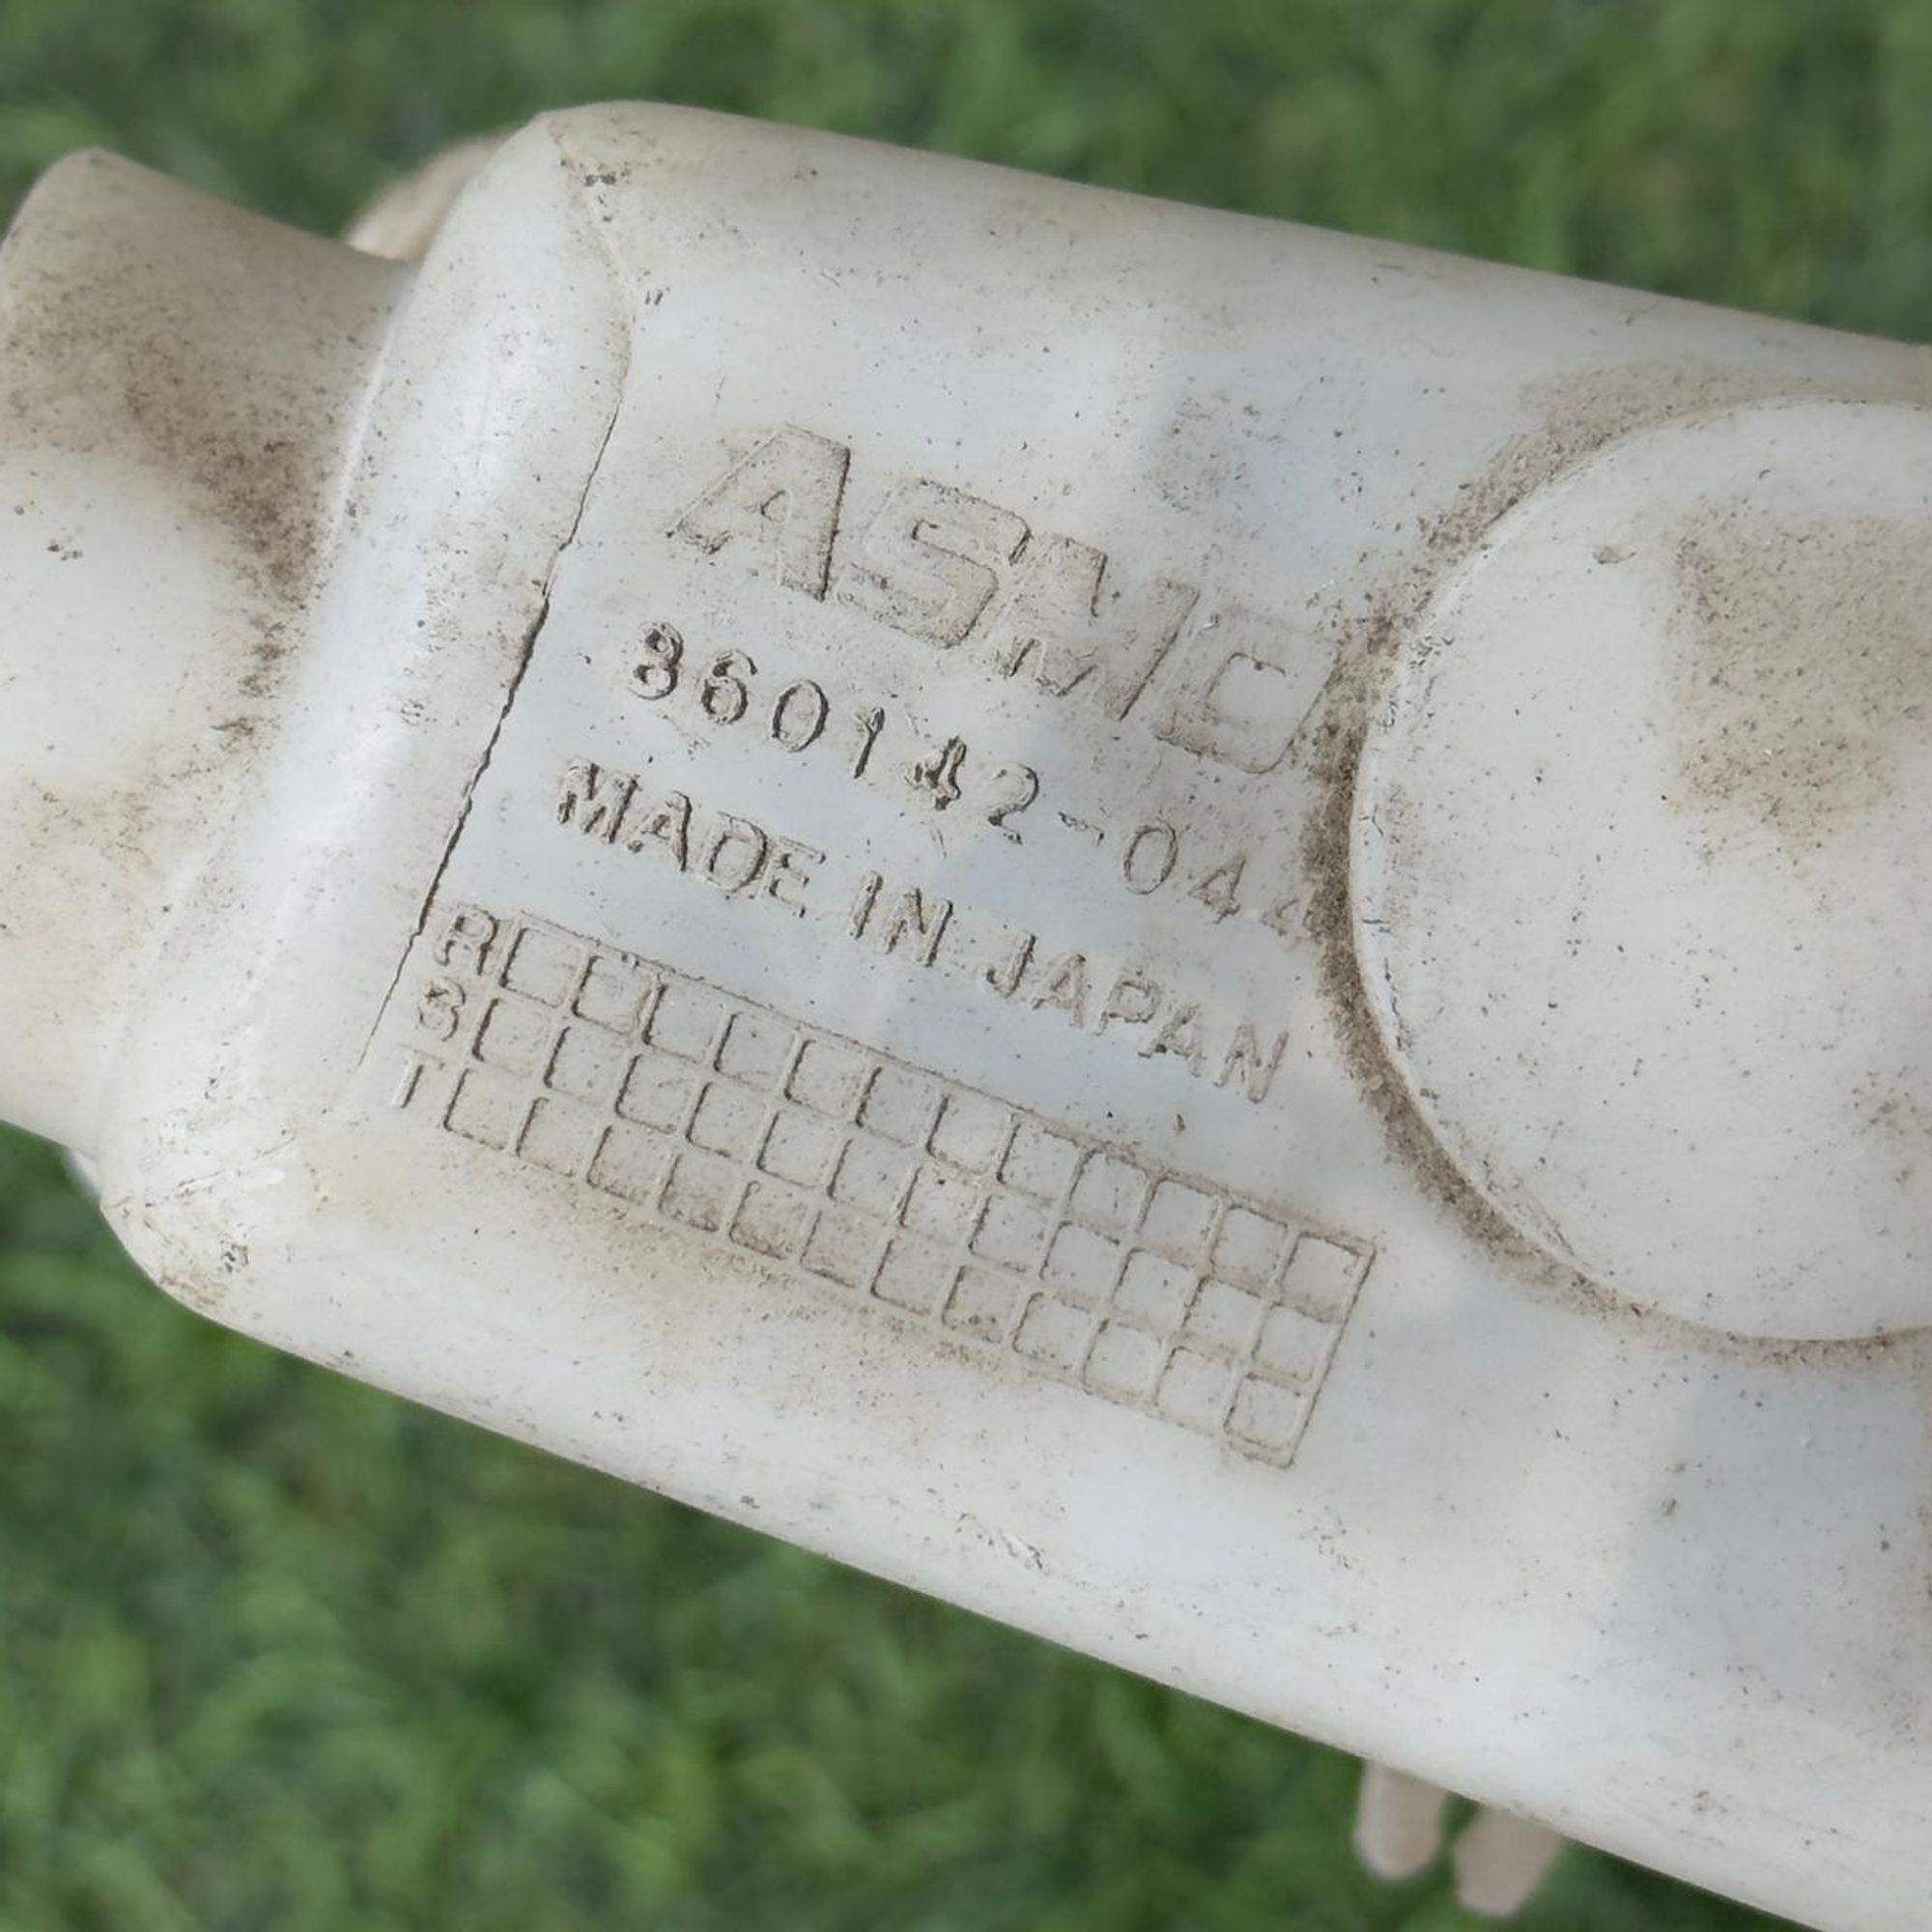 ASMO
860142-044
MADE IN JAPAN
R
S
T